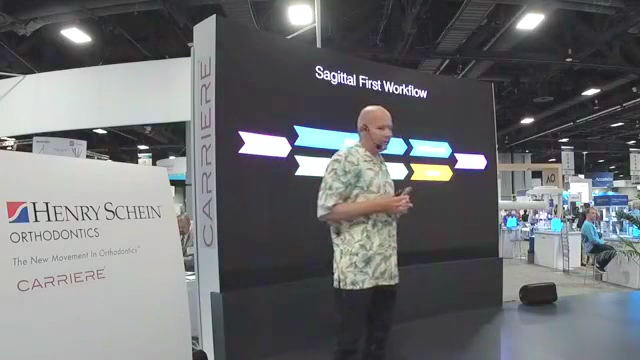 Sagittal First Workflow
CARRIERE
HENRY SCHEIN
ORTHODONTICS
The New Movement In Orthodontics
CARRIERE